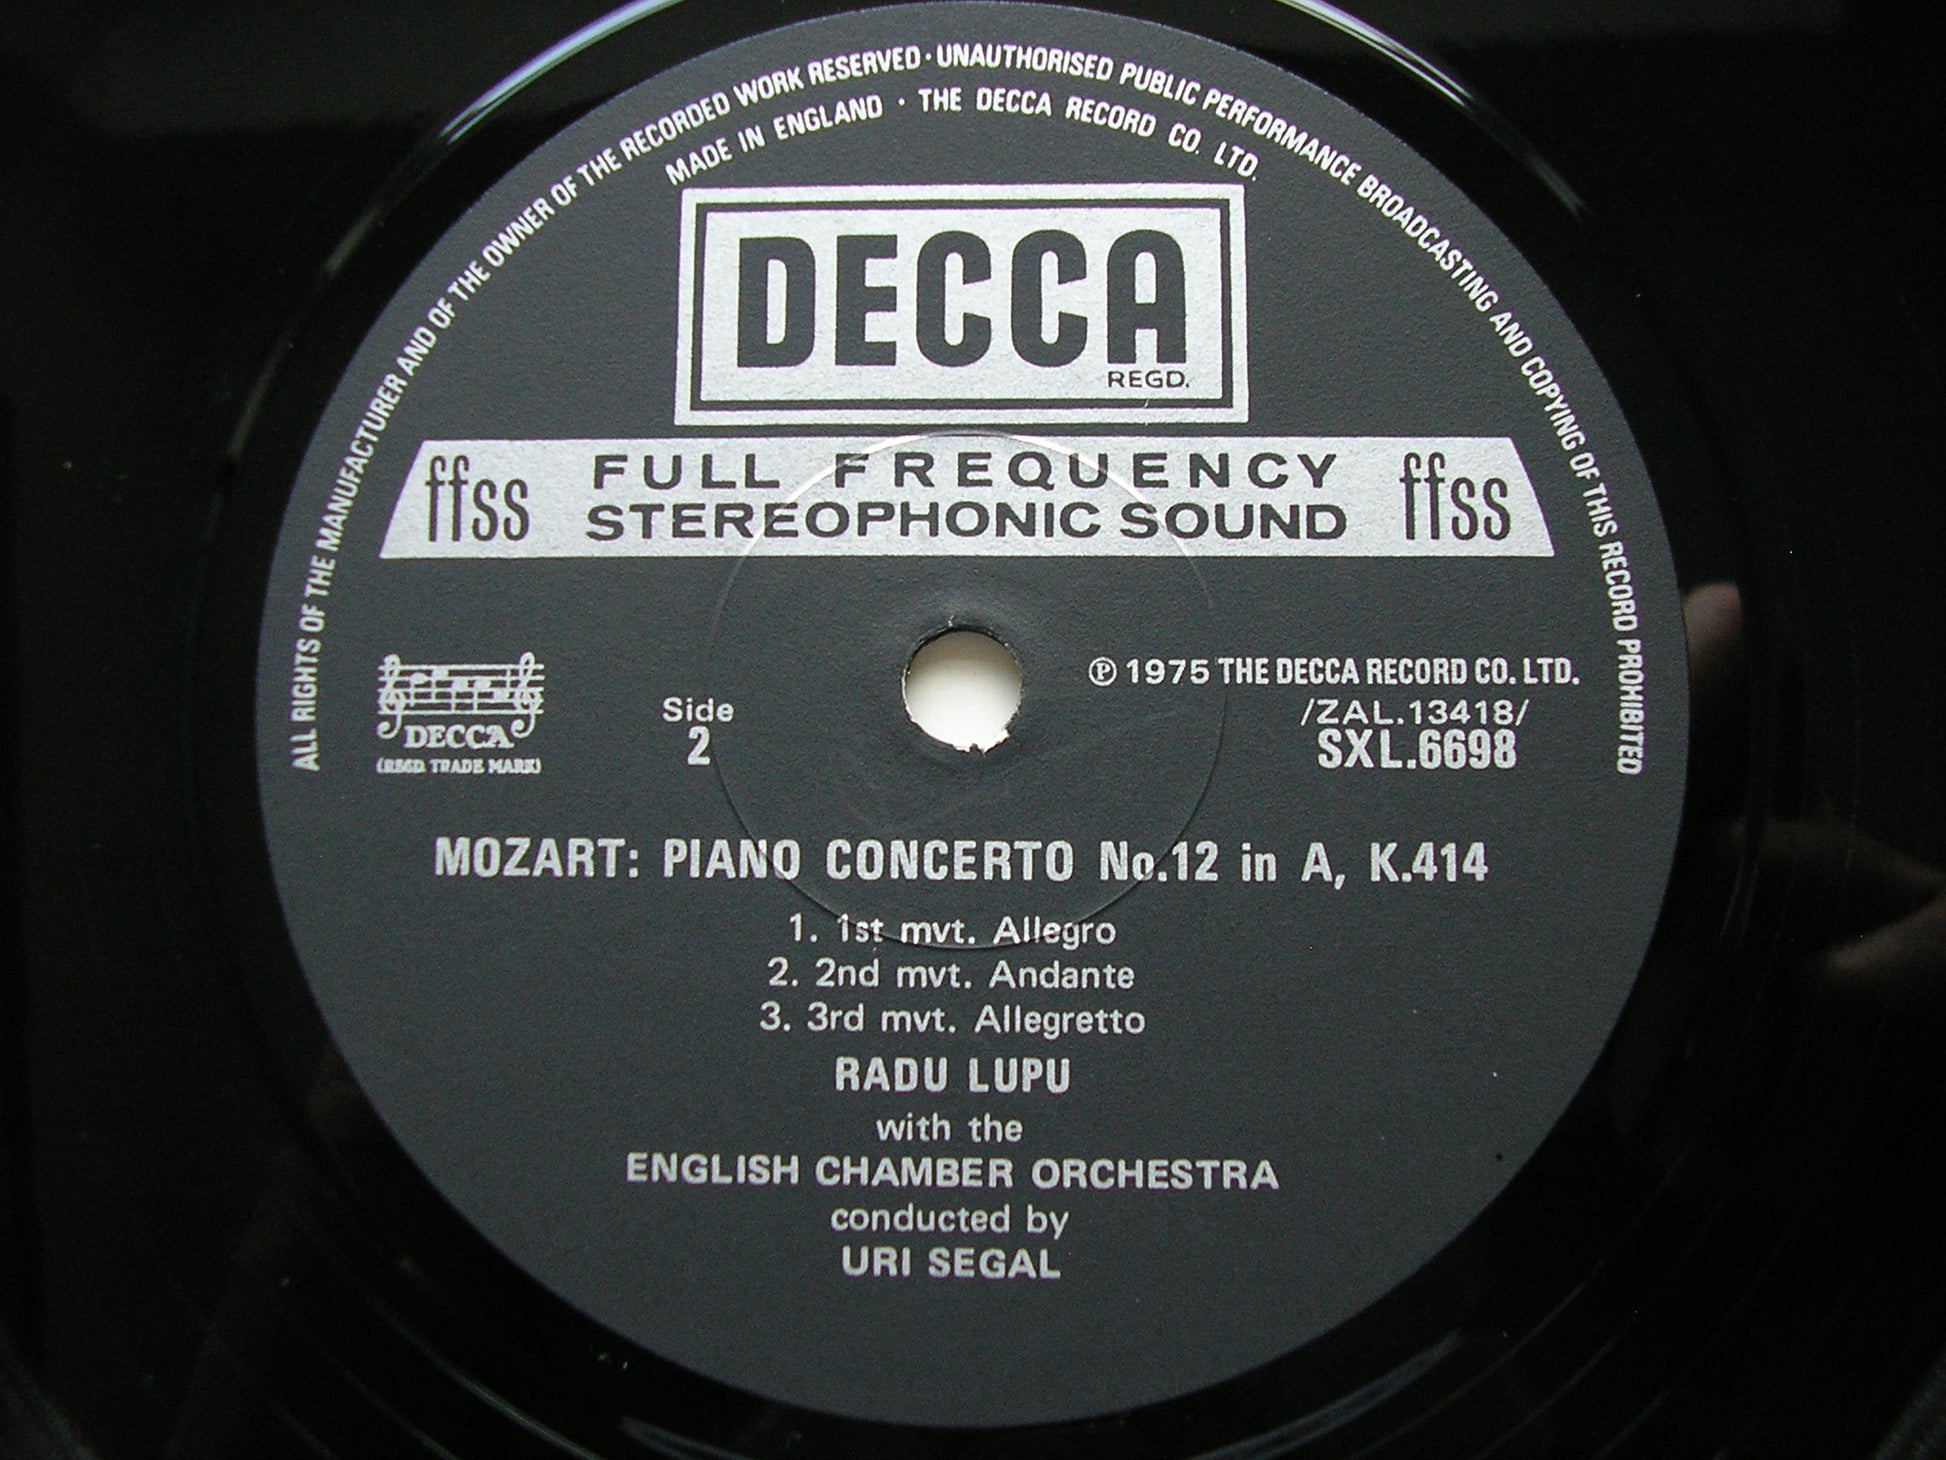 ALL RIGHTS OF THE MANUFACTURER AND OF THE OWNER OF THE RECORDED WORK RESERVED · UNAUTHORISED PUBLIC PERFORMANCE BROADCASTING AND COPYING OF THIS RECORD PROHIBITED
MADE IN ENGLAND · THE DECCA RECORD CO. LTD.
DECCA
REGD.
ffss FULL FREQUENCY STEREOPHONIC SOUND ffss
DECCA
(REGD. TRADE MARK)
Side
2
℗ 1975 THE DECCA RECORD CO. LTD.
/ZAL.13418/
SXL.6698
MOZART: PIANO CONCERTO No.12 in A, K.414
1. 1st mvt. Allegro
2. 2nd mvt. Andante
3. 3rd mvt. Allegretto
RADU LUPU
with the
ENGLISH CHAMBER ORCHESTRA
conducted by
URI SEGAL